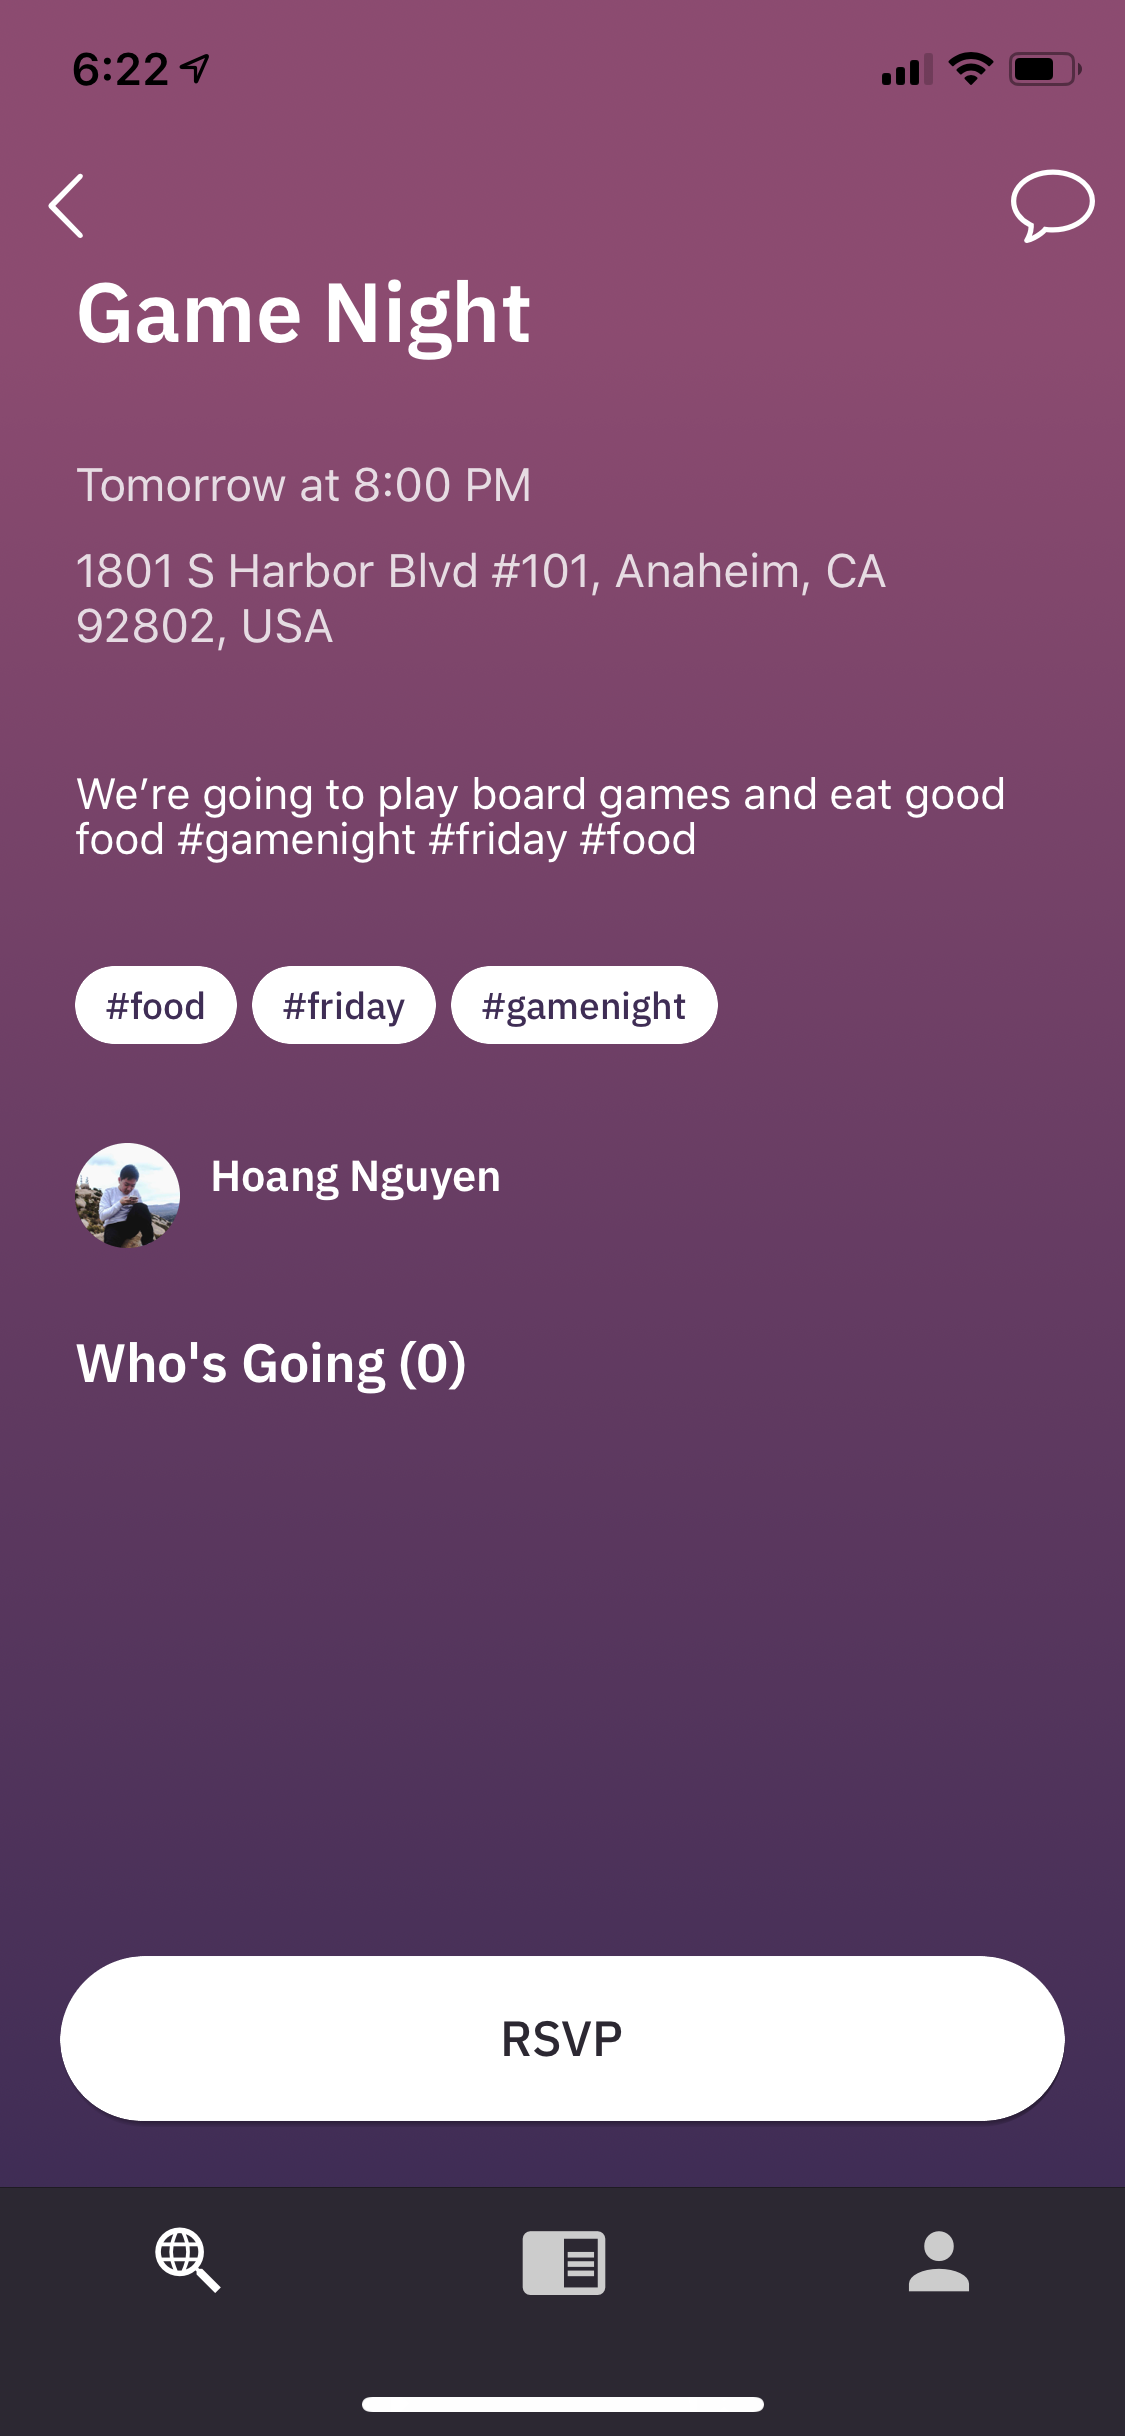 6:22
Game Night
Tomorrow at 8:00 PM
1801 S Harbor Blvd #101, Anaheim, CA
92802, USA
We’re going to play board games and eat good
food #gamenight #friday #food
#food #friday #gamenight
Hoang Nguyen
Who's Going (0)
RSVP